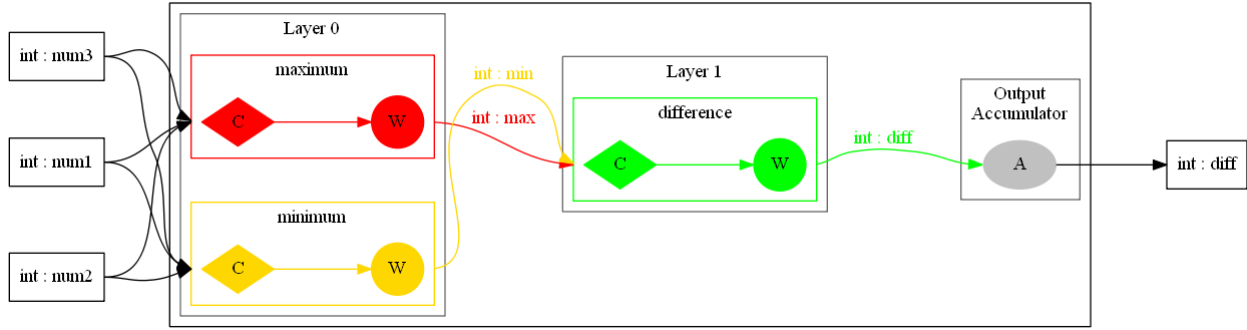 int : num3
int : num1
int : num2
Layer 0
maximum
C
W
minimum
C
W
int : min
int : max
Layer 1
difference
C
W
int : diff
Output
Accumulator
A
int : diff